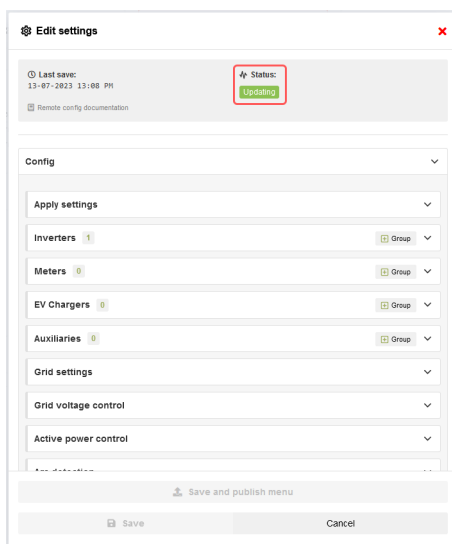 Edit settings
Last save:
13-07-2023 13:08 PM
Remote config documentation
Status:
Updating
Config
Apply settings
Inverters 1 Group
Meters 0 Group
EV Chargers 0 Group
Auxiliaries 0 Group
Grid settings
Grid voltage control
Active power control
Save and publish menu
Save Cancel